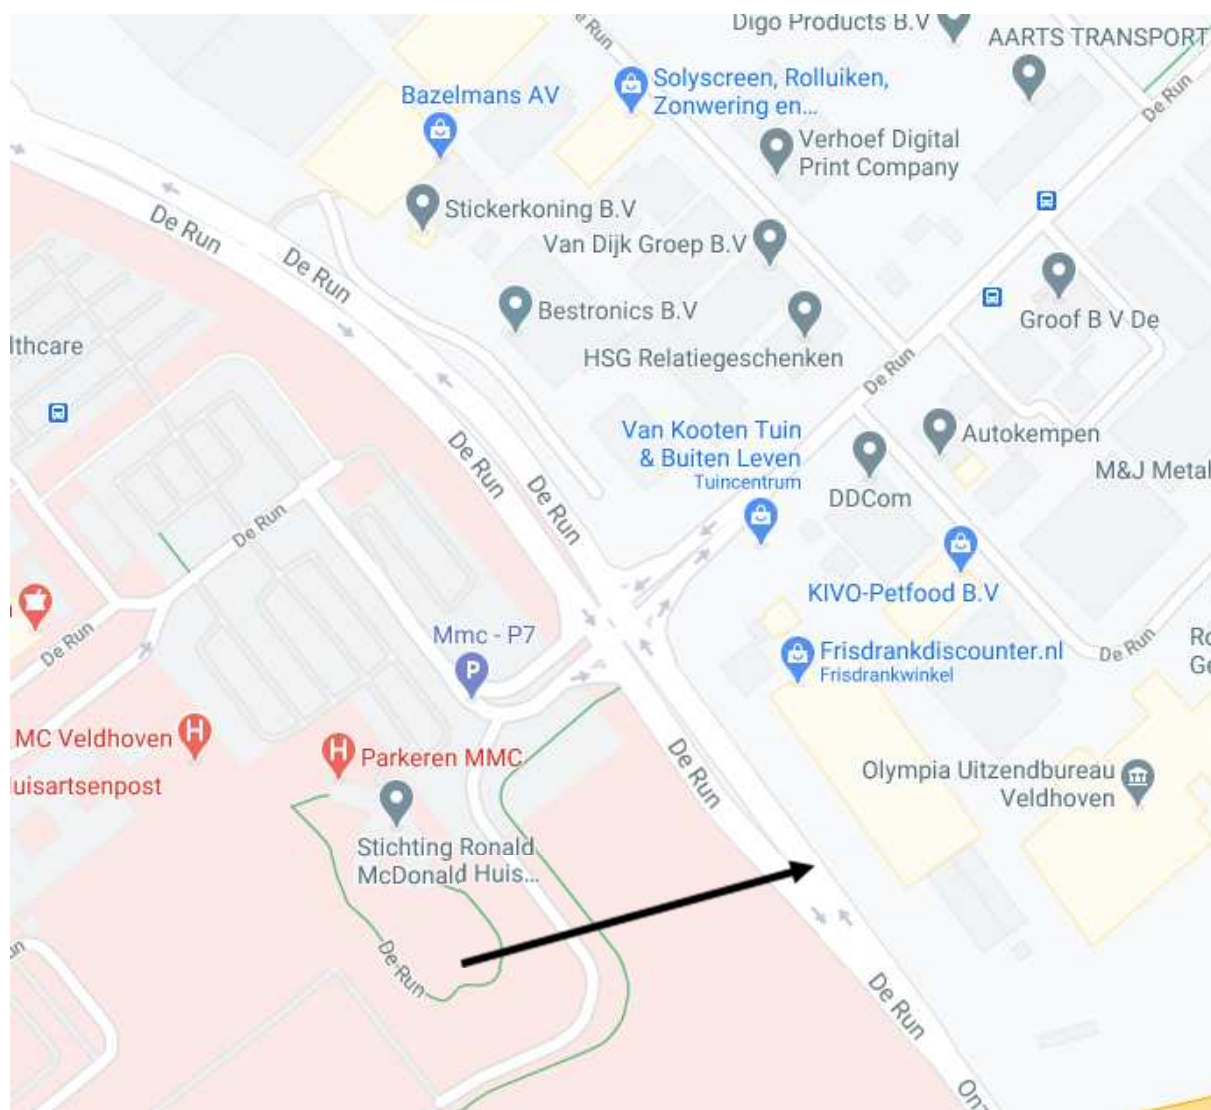 Digo Products B.V
AARTS TRANSPORT
De Run
De Run
Solyscreen, Rolluiken,
Zonwering en...
Bazelmans AV
Verhoef Digital
Print Company
Stickerkoning B.V
Van Dijk Groep B.V
De Run
De Run
Bestronics B.V
Groof B V De
lthcare
HSG Relatiegeschenken
De Run
Van Kooten Tuin
& Buiten Leven
Tuincentrum
Autokempen
M&J Metal
DDCom
De Run
De Run
De Run
KIVO-Petfood B.V
Mmc - P7
P
De Run
De Run
Ro
Ge
Frisdrankdiscounter.nl
Frisdrankwinkel
MC Veldhoven
H
uisartsenpost
H
Parkeren MMC
De Run
Olympia Uitzendbureau
Veldhoven
Stichting Ronald
McDonald Huis...
De Run
De Run
On